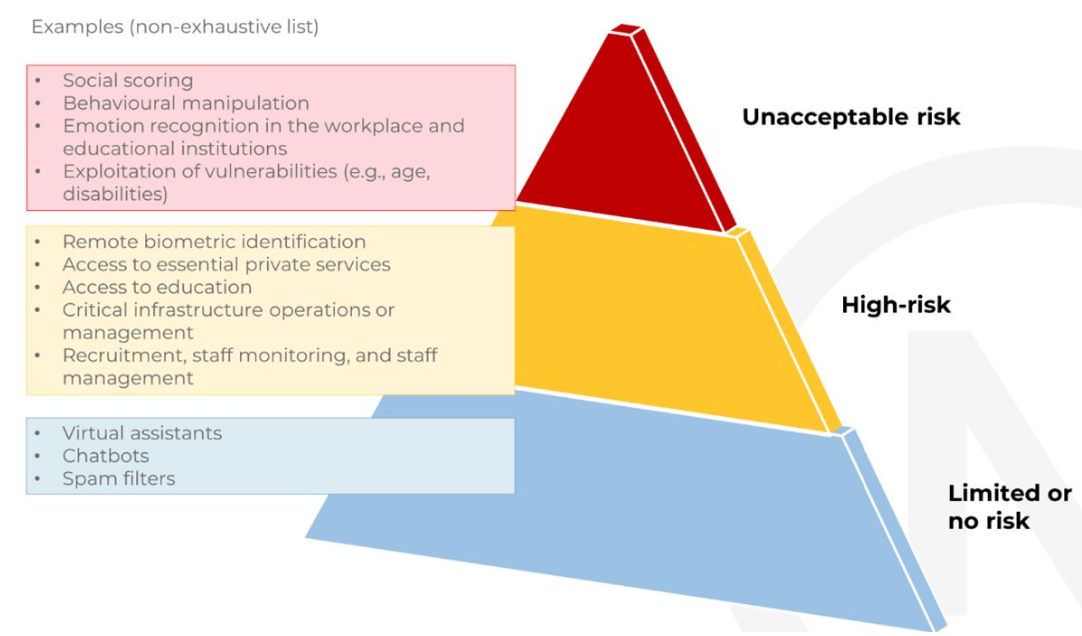 Examples (non-exhaustive list)
• Social scoring
• Behavioural manipulation
• Emotion recognition in the workplace and
educational institutions
• Exploitation of vulnerabilities (e.g., age,
disabilities)
Unacceptable risk
• Remote biometric identification
• Access to essential private services
• Access to education
• Critical infrastructure operations or
management
• Recruitment, staff monitoring, and staff
management
High-risk
• Virtual assistants
• Chatbots
• Spam filters
Limited or
no risk